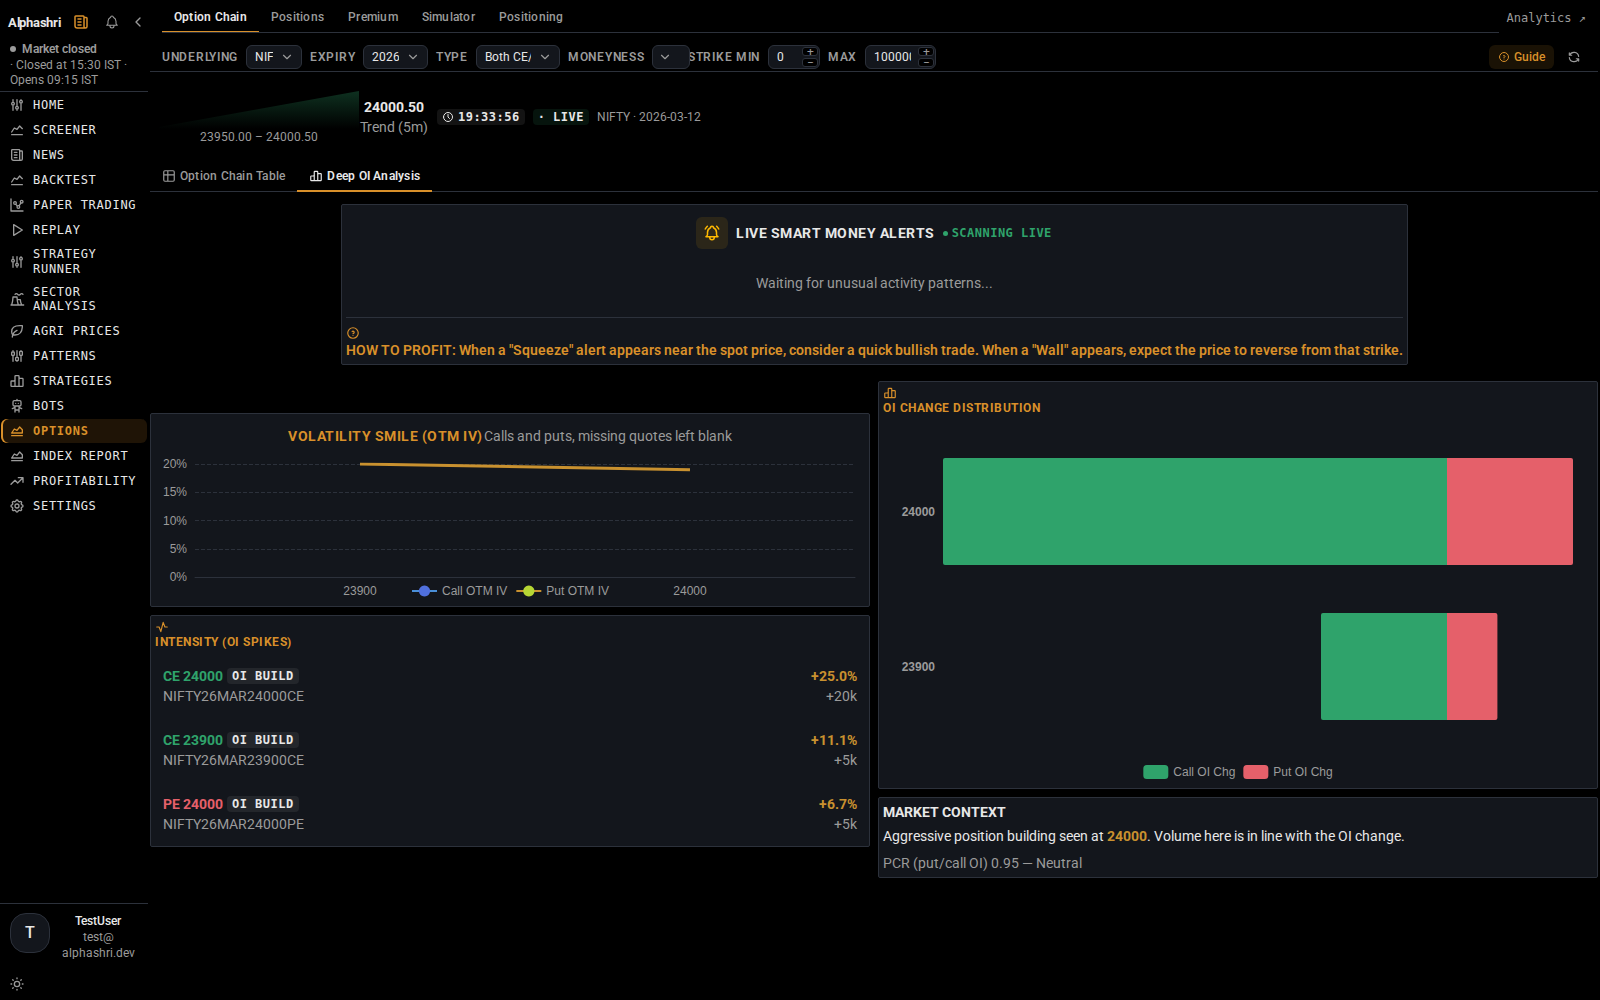 Alphashri
Market closed
· Closed at 15:30 IST ·
Opens 09:15 IST
HOME
SCREENER
NEWS
BACKTEST
PAPER TRADING
REPLAY
STRATEGY
RUNNER
SECTOR
ANALYSIS
AGRI PRICES
PATTERNS
STRATEGIES
BOTS
OPTIONS
INDEX REPORT
PROFITABILITY
SETTINGS
T
TestUser
test@
alphashri.dev
Option Chain Positions Premium Simulator Positioning
Analytics ↗
UNDERLYING NIF EXPIRY 2026 TYPE Both CE/ MONEYNESS STRIKE MIN 0 MAX 10000
Guide
24000.50
Trend (5m)
23950.00 – 24000.50
19:33:56 · LIVE NIFTY · 2026-03-12
Option Chain Table Deep OI Analysis
LIVE SMART MONEY ALERTS SCANNING LIVE
Waiting for unusual activity patterns...
HOW TO PROFIT: When a "Squeeze" alert appears near the spot price, consider a quick bullish trade. When a "Wall" appears, expect the price to reverse from that strike.
VOLATILITY SMILE (OTM IV) Calls and puts, missing quotes left blank
20%
15%
10%
5%
0%
23900 Call OTM IV Put OTM IV 24000
INTENSITY (OI SPIKES)
CE 24000 OI BUILD +25.0%
NIFTY26MAR24000CE +20k
CE 23900 OI BUILD +11.1%
NIFTY26MAR23900CE +5k
PE 24000 OI BUILD +6.7%
NIFTY26MAR24000PE +5k
OI CHANGE DISTRIBUTION
24000
23900
Call OI Chg Put OI Chg
MARKET CONTEXT
Aggressive position building seen at 24000. Volume here is in line with the OI change.
PCR (put/call OI) 0.95 — Neutral